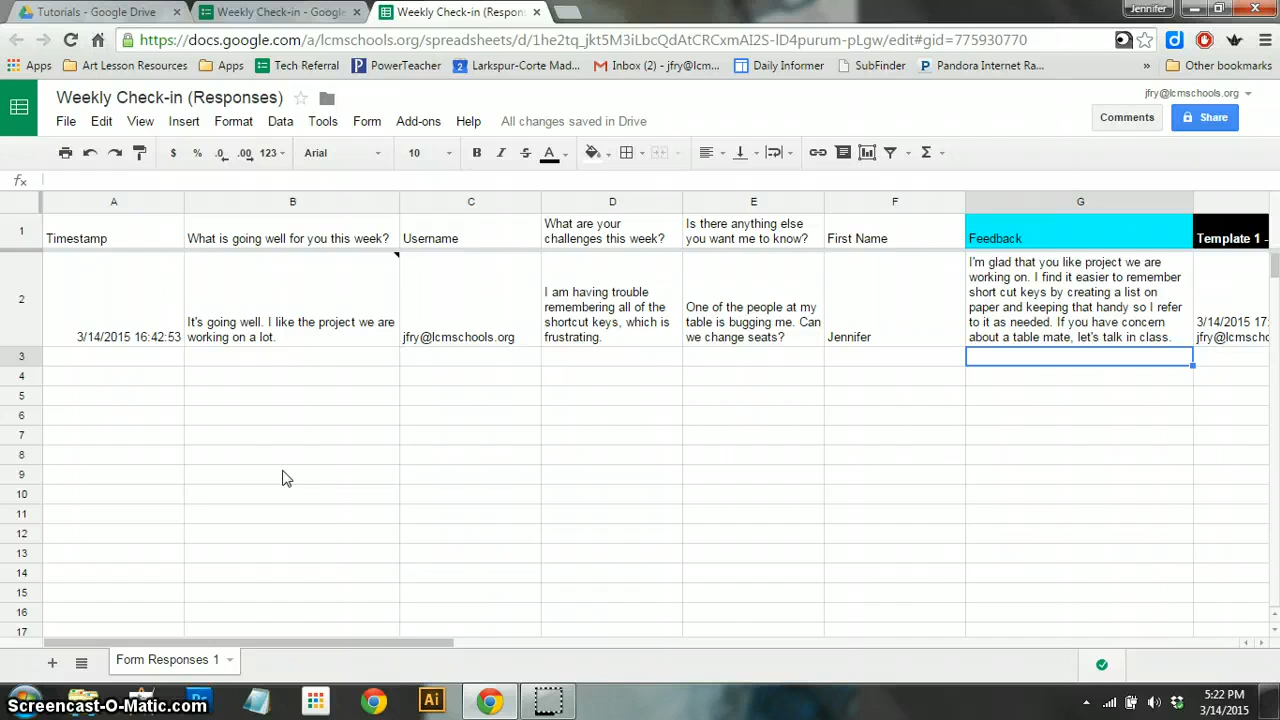 Tutorials - Google Drive
Weekly Check-in - Google
Weekly Check-in (Respon
Jennifer
https://docs.google.com/a/lcmschools.org/spreadsheets/d/1he2tq_jkt5M3iLbcQdAtCRCxmAI2S-lD4purum-pLgw/edit#gid=775930770
Apps Art Lesson Resources Apps Tech Referral PowerTeacher Larkspur-Corte Mad... Inbox (2) - jfry@lcm... Daily Informer SubFinder Pandora Internet Ra... » Other bookmarks
Weekly Check-in (Responses)
jfry@lcmschools.org
File Edit View Insert Format Data Tools Form Add-ons Help All changes saved in Drive
Comments Share
$ % .0 .00 123 Arial 10 B I S A Σ
fx
A B C D E F G
1
Timestamp
What is going well for you this week?
Username
What are your
challenges this week?
Is there anything else
you want me to know?
First Name
Feedback
Template 1 -
2
3/14/2015 16:42:53
It's going well. I like the project we are
working on a lot.
jfry@lcmschools.org
I am having trouble
remembering all of the
shortcut keys, which is
frustrating.
One of the people at my
table is bugging me. Can
we change seats?
Jennifer
I'm glad that you like project we are
working on. I find it easier to remember
short cut keys by creating a list on
paper and keeping that handy so I refer
to it as needed. If you have concern
about a table mate, let's talk in class.
3/14/2015 17:
jfry@lcmscho
3
4
5
6
7
8
9
10
11
12
13
14
15
16
17
Form Responses 1
Ps
Ai
Screencast-O-Matic.com
5:22 PM
3/14/2015